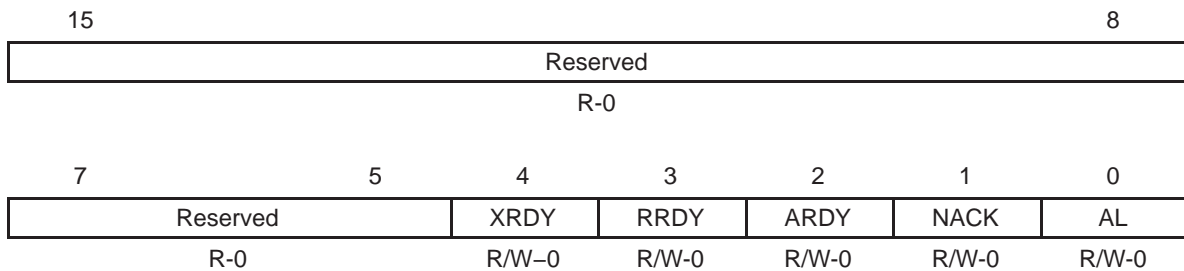 15 8
Reserved
R-0
7 5 4 3 2 1 0
Reserved XRDY RRDY ARDY NACK AL
R-0 R/W−0 R/W-0 R/W-0 R/W-0 R/W-0